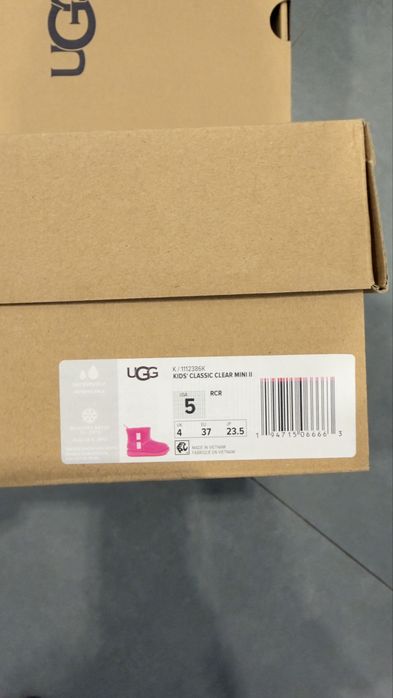 UGG
UGG
K / 1112386K
KIDS' CLASSIC CLEAR MINI II
USA
5
RCR
UK
4
EU
37
JP
23.5
MADE IN VIETNAM
FABRIQUÉ EN VIETNAM
1 94715 06666 3